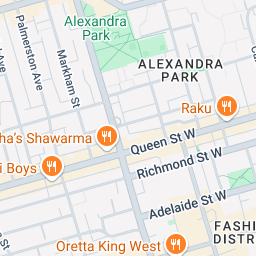 Alexandra
Park
Palmerston Ave
Markham St
ALEXANDRA
PARK
Raku
ha's Shawarma
Queen St W
i Boys
Richmond St W
Adelaide St W
FASHI
DISTR
Oretta King West